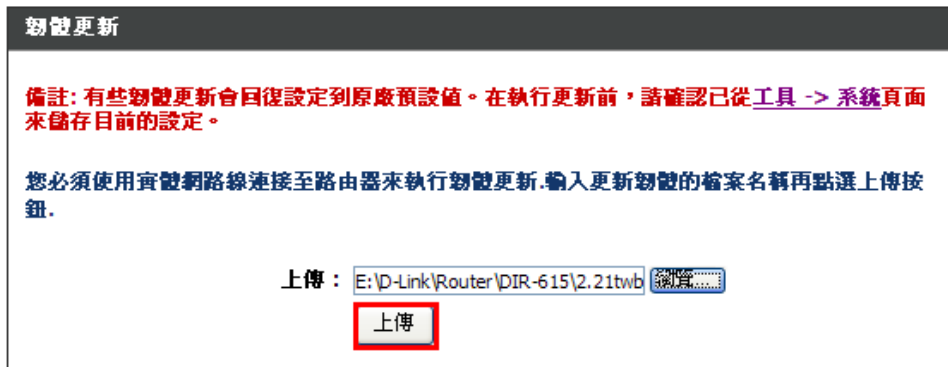 韌體更新
備註: 有些韌體更新會回復設定到原廠預設值。在執行更新前，請確認已從工具 -> 系統頁面
來儲存目前的設定。
您必須使用實體網路線連接至路由器來執行韌體更新.輸入更新韌體的檔案名稱再點選上傳按
鈕.
上傳： E:\D-Link\Router\DIR-615\2.21twb 瀏覽...
上傳